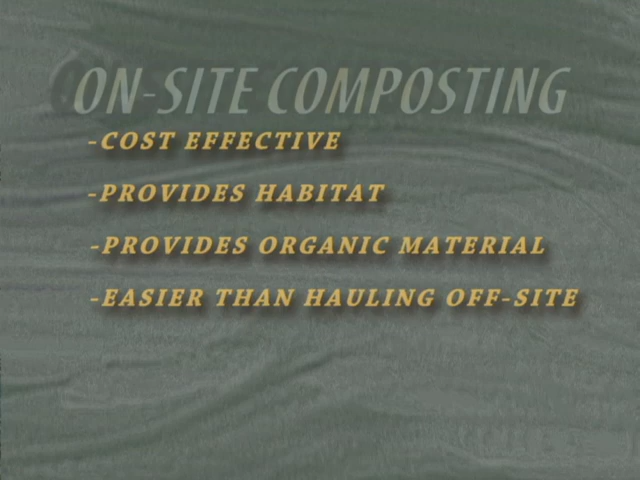 ON-SITE COMPOSTING
-COST EFFECTIVE
-PROVIDES HABITAT
-PROVIDES ORGANIC MATERIAL
-EASIER THAN HAULING OFF-SITE